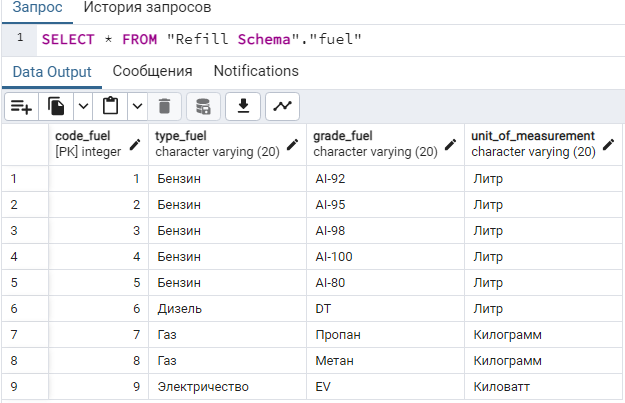 Запрос История запросов
1 SELECT * FROM "Refill Schema"."fuel"
Data Output Сообщения Notifications
code_fuel type_fuel grade_fuel unit_of_measurement
[PK] integer character varying (20) character varying (20) character varying (20)
1 1 Бензин AI-92 Литр
2 2 Бензин AI-95 Литр
3 3 Бензин AI-98 Литр
4 4 Бензин AI-100 Литр
5 5 Бензин AI-80 Литр
6 6 Дизель DT Литр
7 7 Газ Пропан Килограмм
8 8 Газ Метан Килограмм
9 9 Электричество EV Киловатт